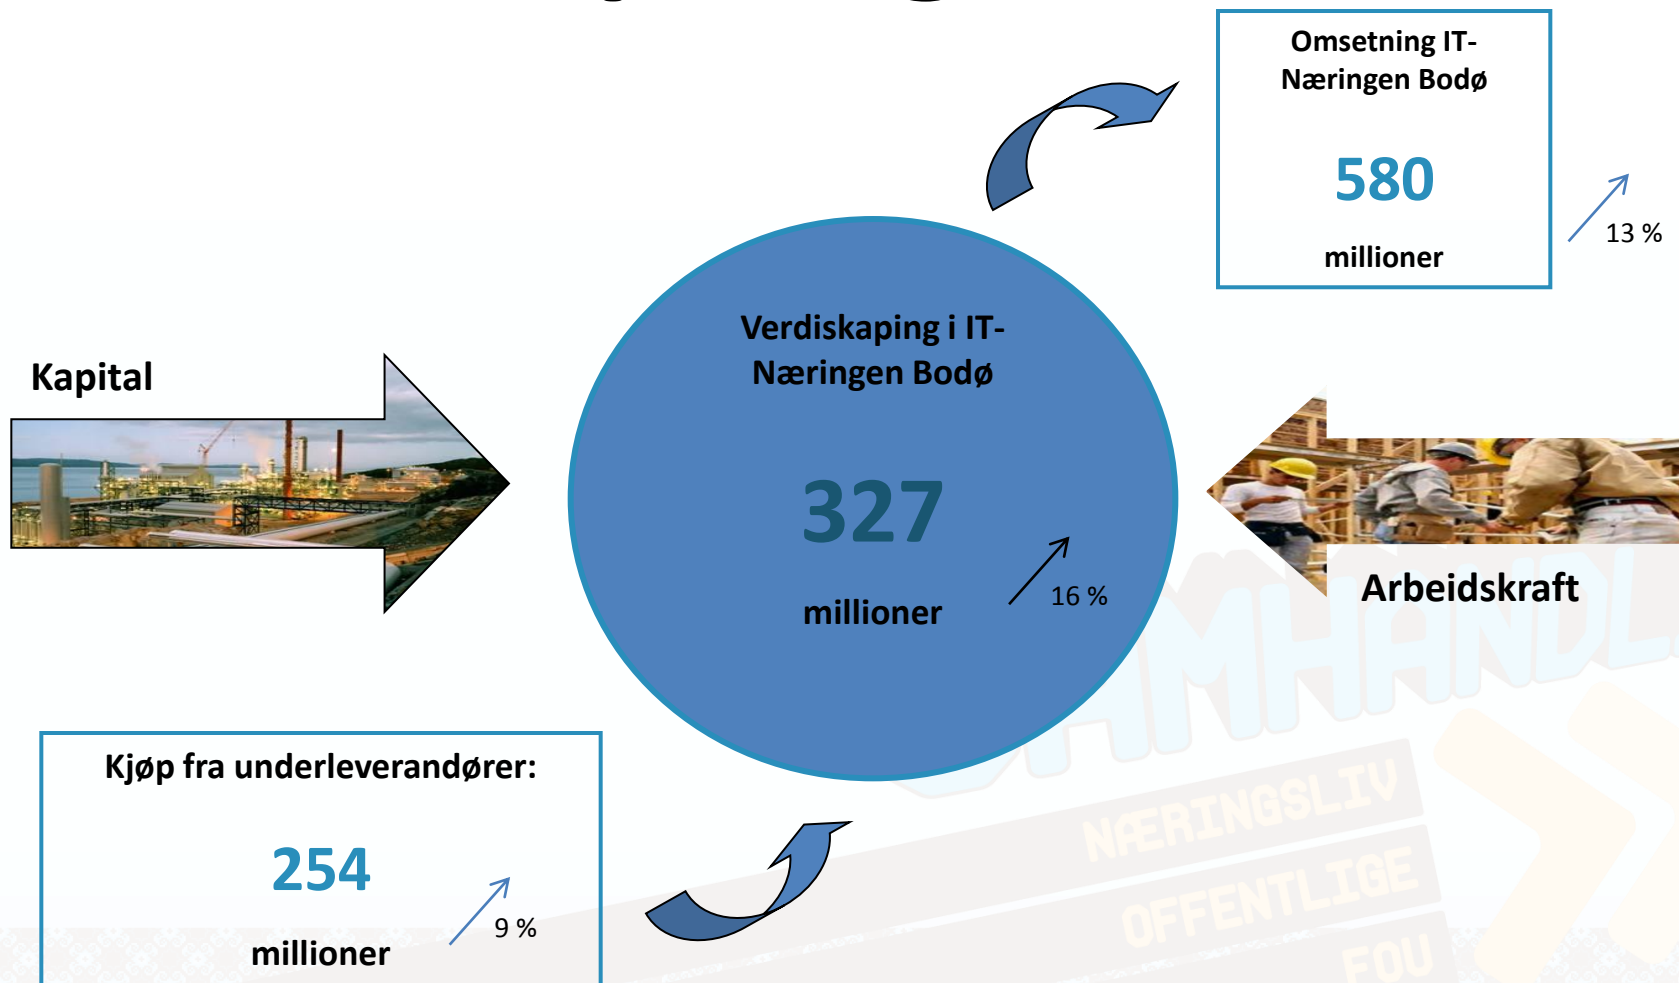 Omsetning IT-
Næringen Bodø
580
millioner
13 %
Verdiskaping i IT-
Næringen Bodø
327
millioner
16 %
Kapital
Arbeidskraft
Kjøp fra underleverandører:
254
millioner
9 %
NÆRINGSLIV
OFFENTLIGE
FOU